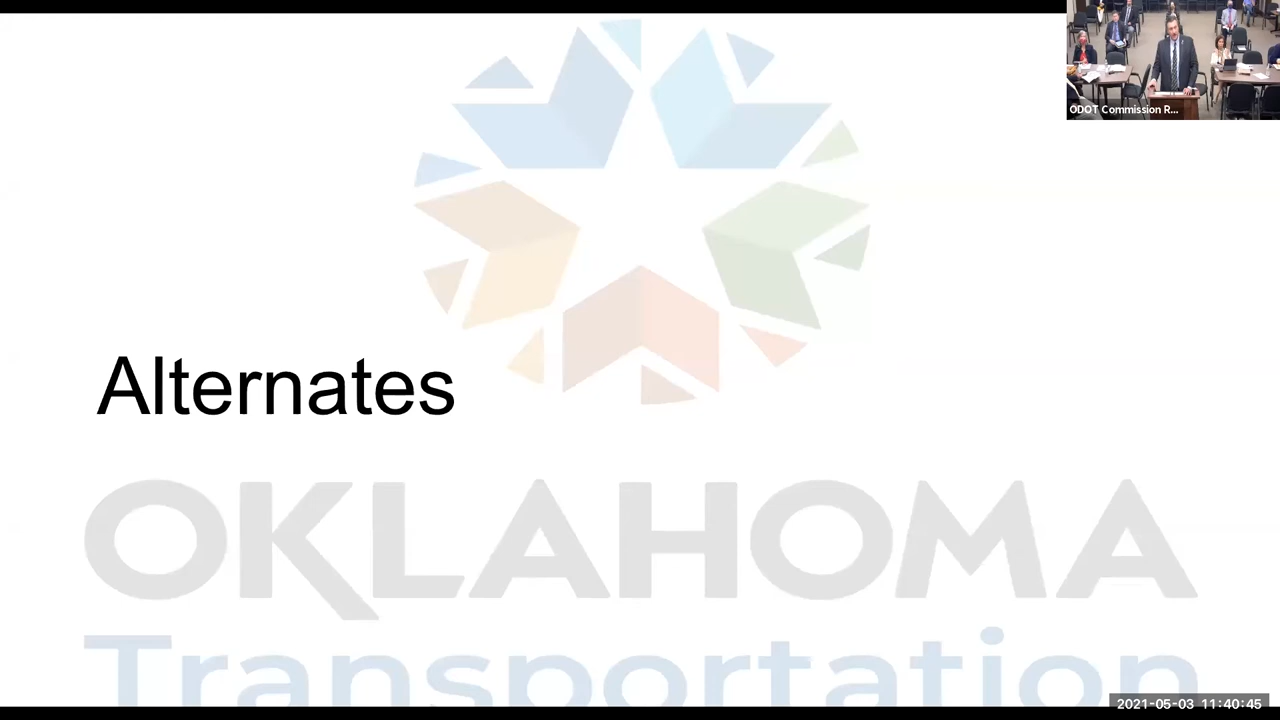 ODOT Commission R...
Alternates
OKLAHOMA
Transportation
2021-05-03 11:40:45